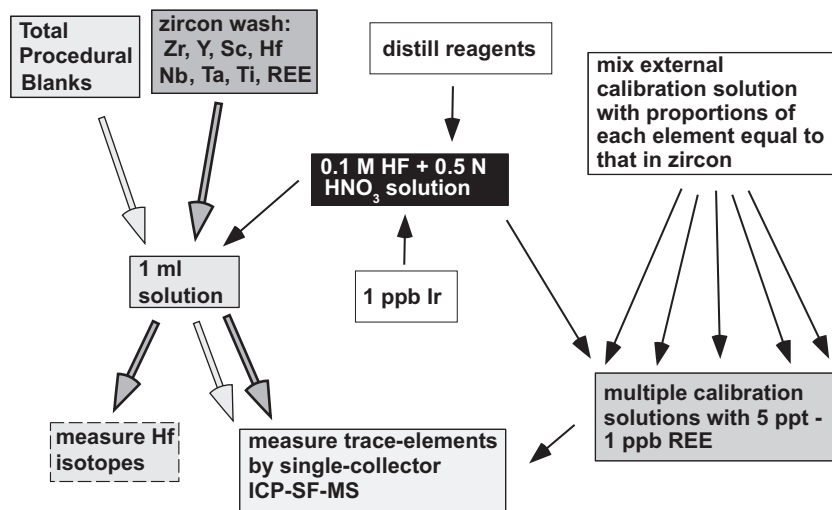 Total
Procedural
Blanks
zircon wash:
Zr, Y, Sc, Hf
Nb, Ta, Ti, REE
distill reagents
mix external
calibration solution
with proportions of
each element equal to
that in zircon
0.1 M HF + 0.5 N
HNO₃ solution
1 ml
solution
1 ppb Ir
measure Hf
isotopes
measure trace-elements
by single-collector
ICP-SF-MS
multiple calibration
solutions with 5 ppt -
1 ppb REE